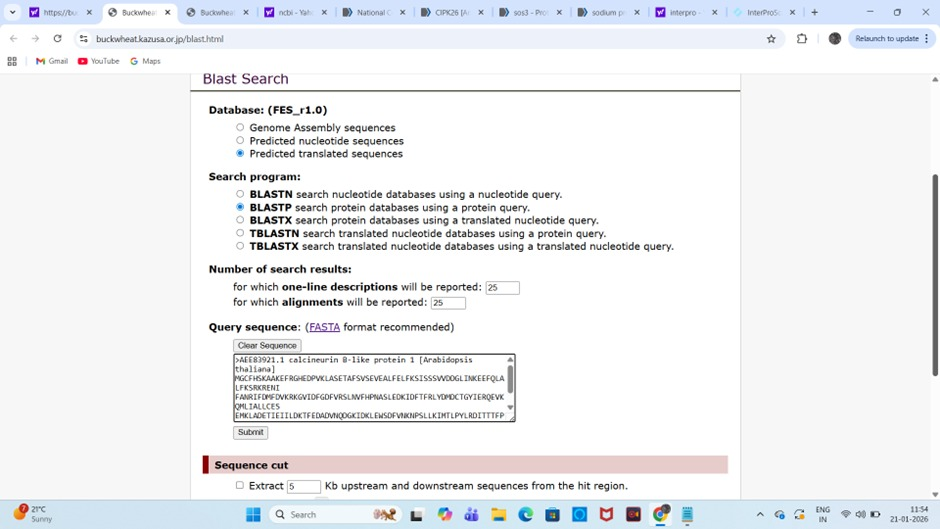 https://buc
Buckwhea
Buckwheat
ncbi - Yaho
National C
CIPK26 [Ar
sos3 - Prot
sodium pr
interpro -
InterProSc
buckwheat.kazusa.or.jp/blast.html
Relaunch to update
Gmail
YouTube
Maps
Blast Search
Database: (FES_r1.0)
Genome Assembly sequences
Predicted nucleotide sequences
Predicted translated sequences
Search program:
BLASTN search nucleotide databases using a nucleotide query.
BLASTP search protein databases using a protein query.
BLASTX search protein databases using a translated nucleotide query.
TBLASTN search translated nucleotide databases using a protein query.
TBLASTX search translated nucleotide databases using a translated nucleotide query.
Number of search results:
for which one-line descriptions will be reported: 25
for which alignments will be reported: 25
Query sequence: (FASTA format recommended)
Clear Sequence
>AEE83921.1 calcineurin B-like protein 1 [Arabidopsis
thaliana]
MGCFHSKAAKEFRGHEDPVKLASETAFSVSEVEALFELFKSISSSVVDDGLINKEEFQLA
LFKSRKRENI
FANRIFDMFDVKRKGVIDFGDFVRSLNVFHPNASLEDKIDFTFRLYDMDCTGYIERQEVK
QMLIALLCES
EMKLADETIEIILDKTFEDADVNQDGKIDKLEWSDFVNKNPSLLKIMTLPYLRDITTTFP
Submit
Sequence cut
Extract 5 Kb upstream and downstream sequences from the hit region.
21°C
Sunny
Search
ENG
IN
11:54
21-01-2026